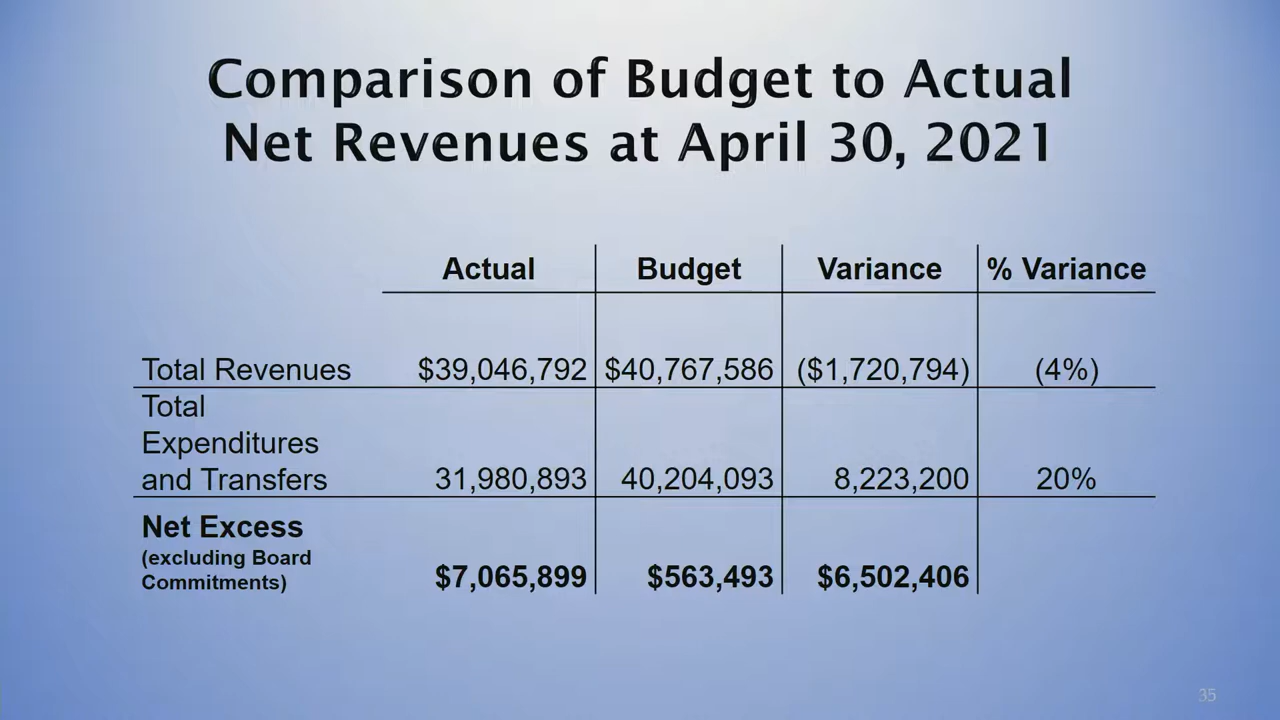 Comparison of Budget to Actual
Net Revenues at April 30, 2021
Actual Budget Variance % Variance
Total Revenues $39,046,792 $40,767,586 ($1,720,794) (4%)
Total
Expenditures
and Transfers 31,980,893 40,204,093 8,223,200 20%
Net Excess
(excluding Board
Commitments) $7,065,899 $563,493 $6,502,406
35